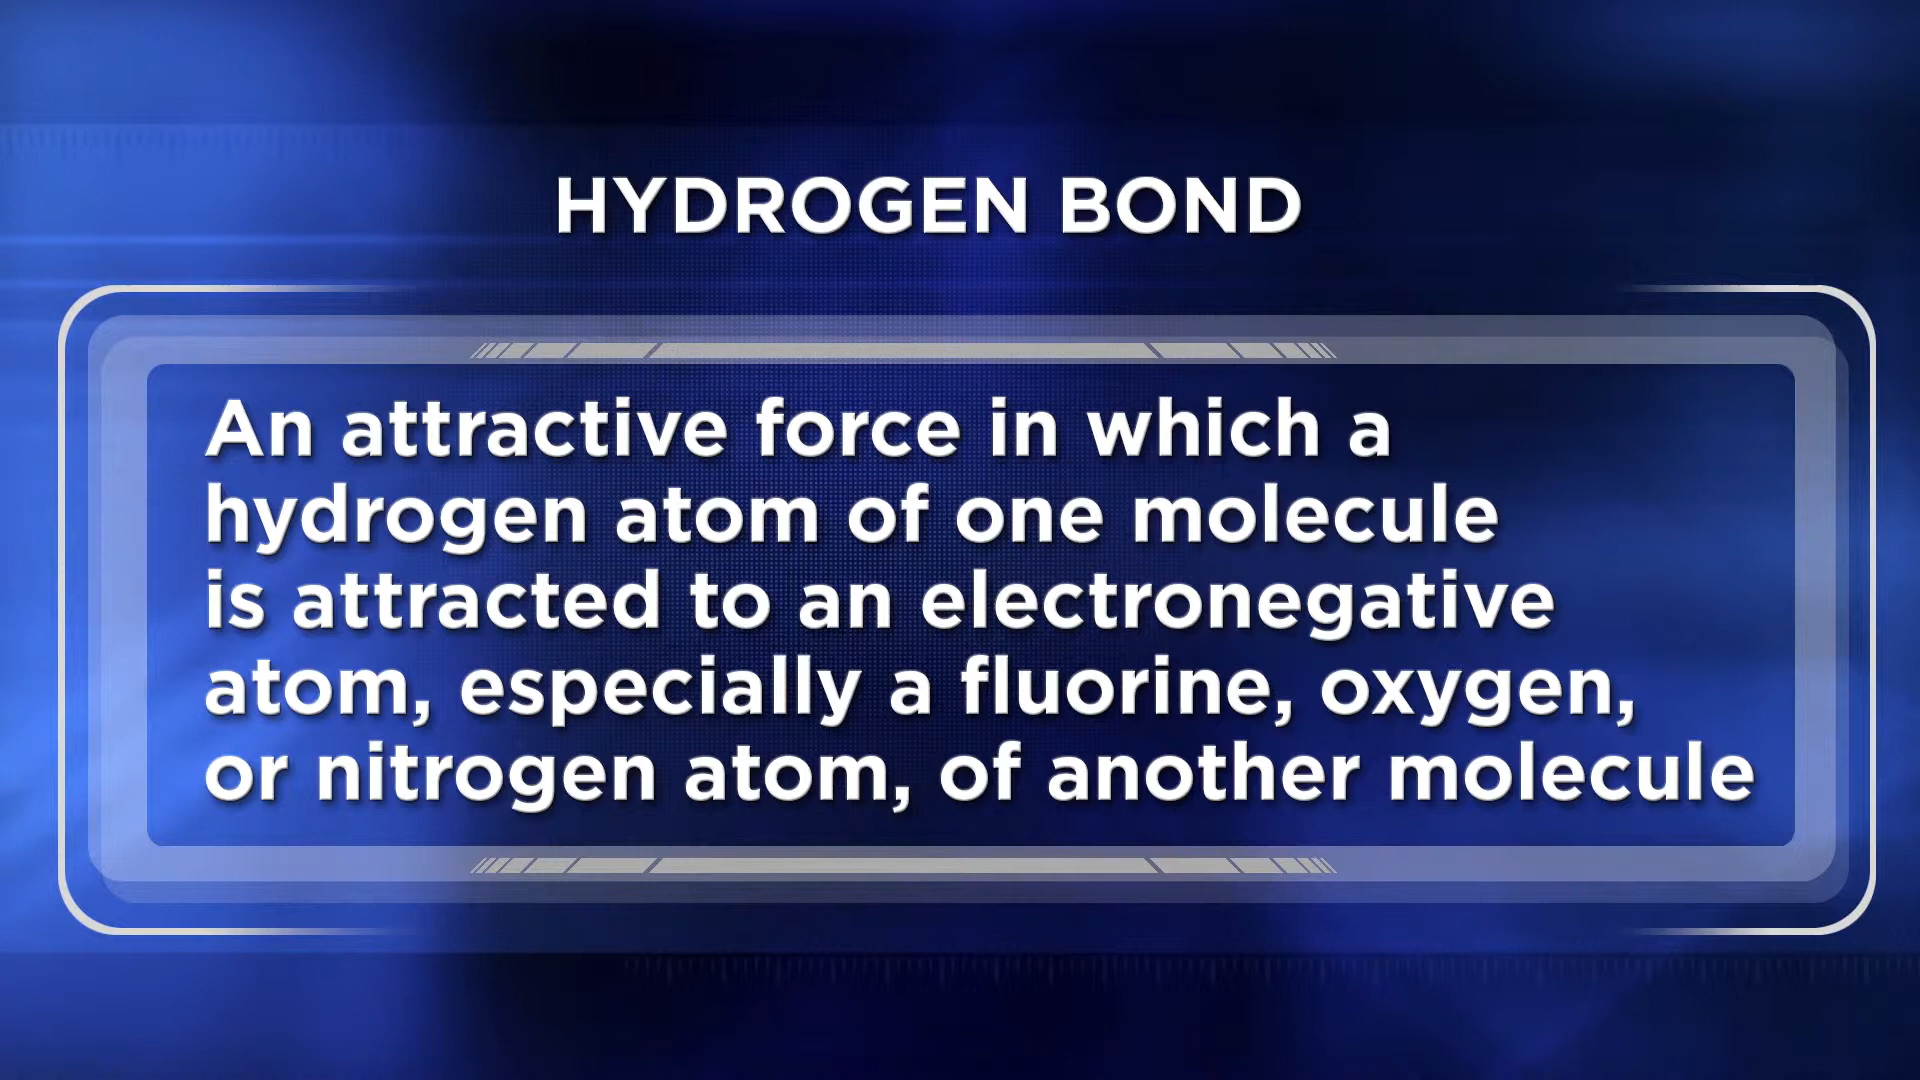 HYDROGEN BOND
An attractive force in which a
hydrogen atom of one molecule
is attracted to an electronegative
atom, especially a fluorine, oxygen,
or nitrogen atom, of another molecule